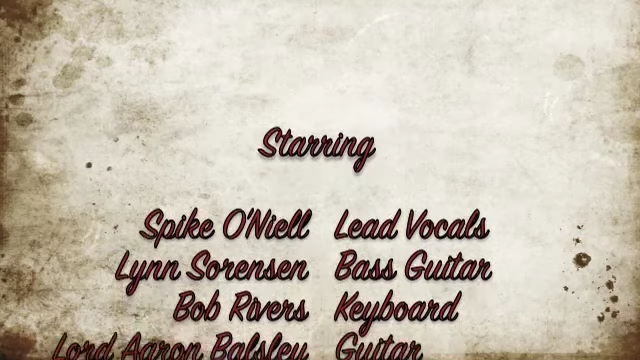 Starring
Spike O'Niell Lead Vocals
Lynn Sorensen Bass Guitar
Bob Rivers Keyboard
Lord Aaron Balsley Guitar